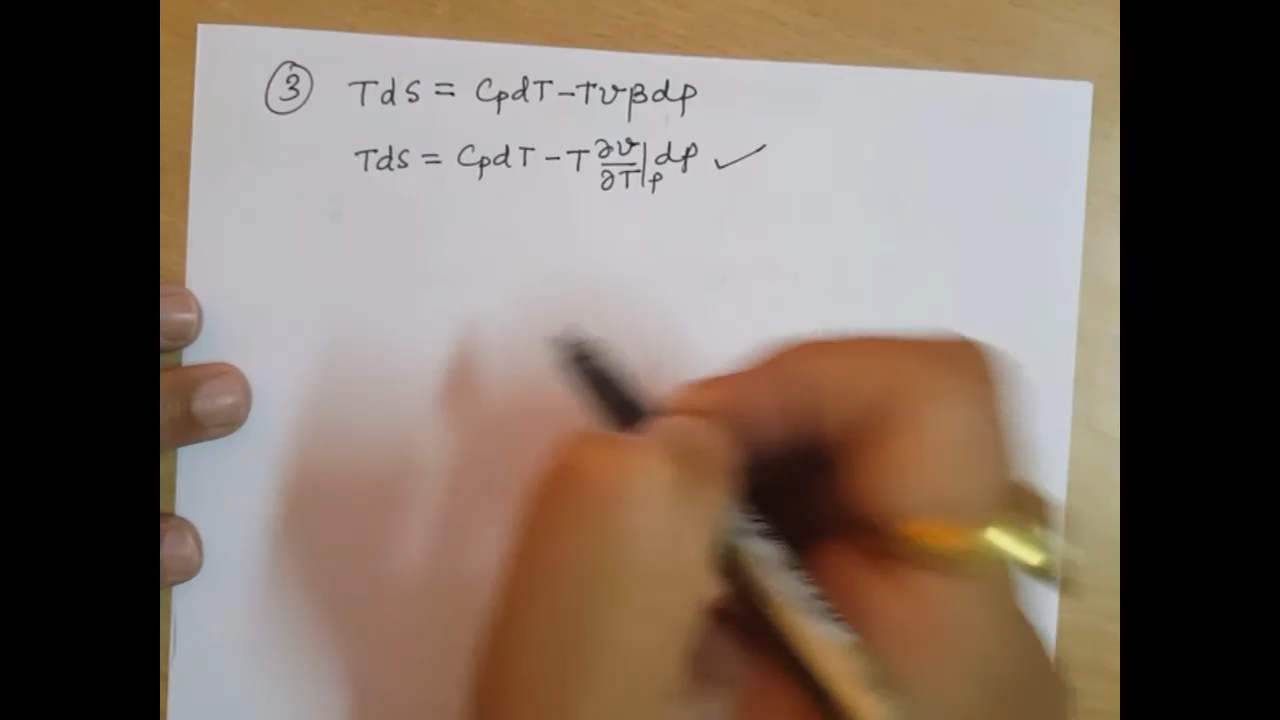 ③ TdS = CpdT - Tvβdp
TdS = CpdT - T ∂v/∂T|p dp ✓